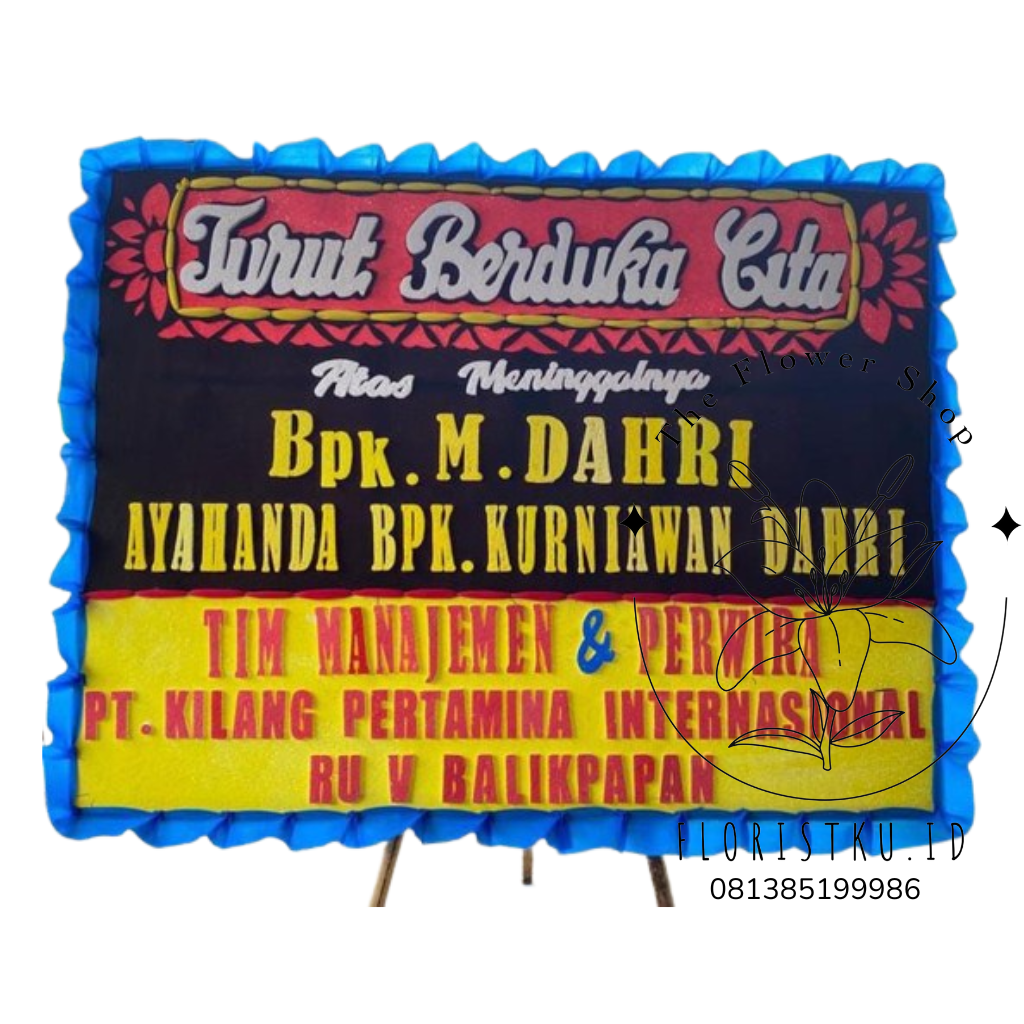 Turut Berduka Cita
Atas Meninggalnya
Bpk. M. DAHRI
AYAHANDA BPK. KURNIAWAN DAHRI
TIM MANAJEMEN & PERWIRA
PT. KILANG PERTAMINA INTERNASIONAL
RU V BALIKPAPAN
The Flower Shop
FLORISTKU.ID
081385199986